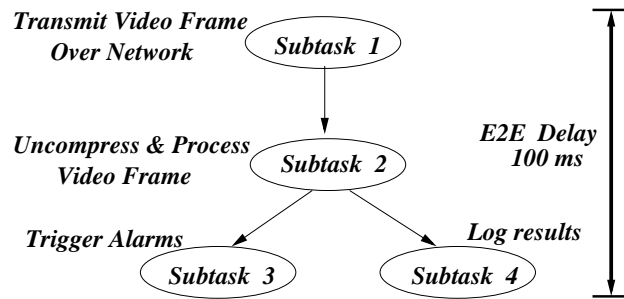 Transmit Video Frame
Over Network
Subtask 1
Uncompress & Process
Video Frame
Subtask 2
E2E Delay
100 ms
Trigger Alarms
Log results
Subtask 3
Subtask 4